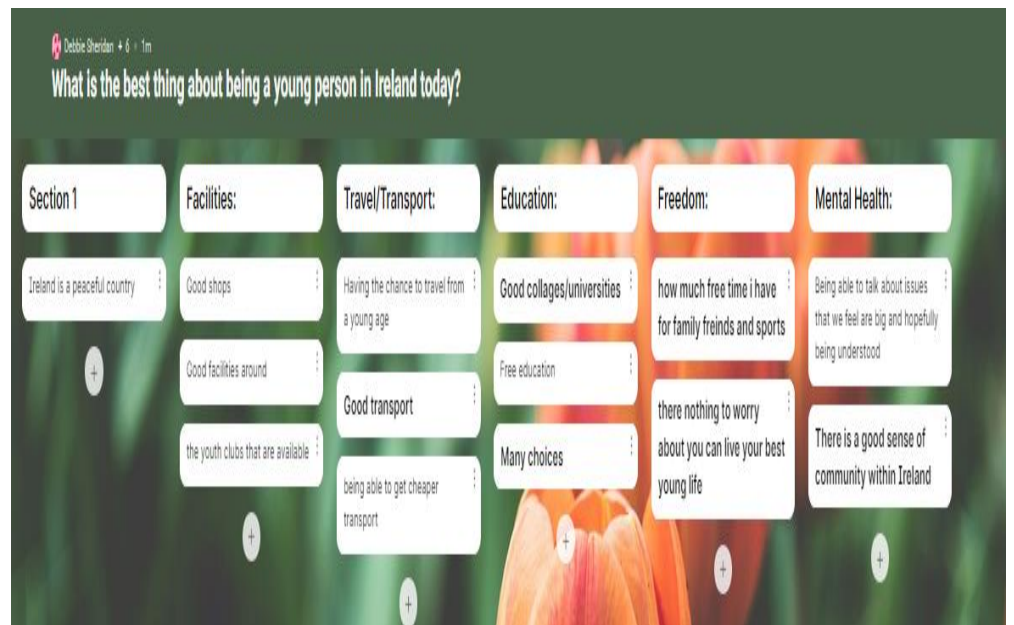 Debbie Sheridan + 6 · 1m
What is the best thing about being a young person in Ireland today?
Section 1
Ireland is a peaceful country
Facilities:
Good shops
Good facilities around
the youth clubs that are available
Travel/Transport:
Having the chance to travel from
a young age
Good transport
being able to get cheaper
transport
Education:
Good collages/universities
Free education
Many choices
Freedom:
how much free time i have
for family freinds and sports
there nothing to worry
about you can live your best
young life
Mental Health:
Being able to talk about issues
that we feel are big and hopefully
being understood
There is a good sense of
community within Ireland